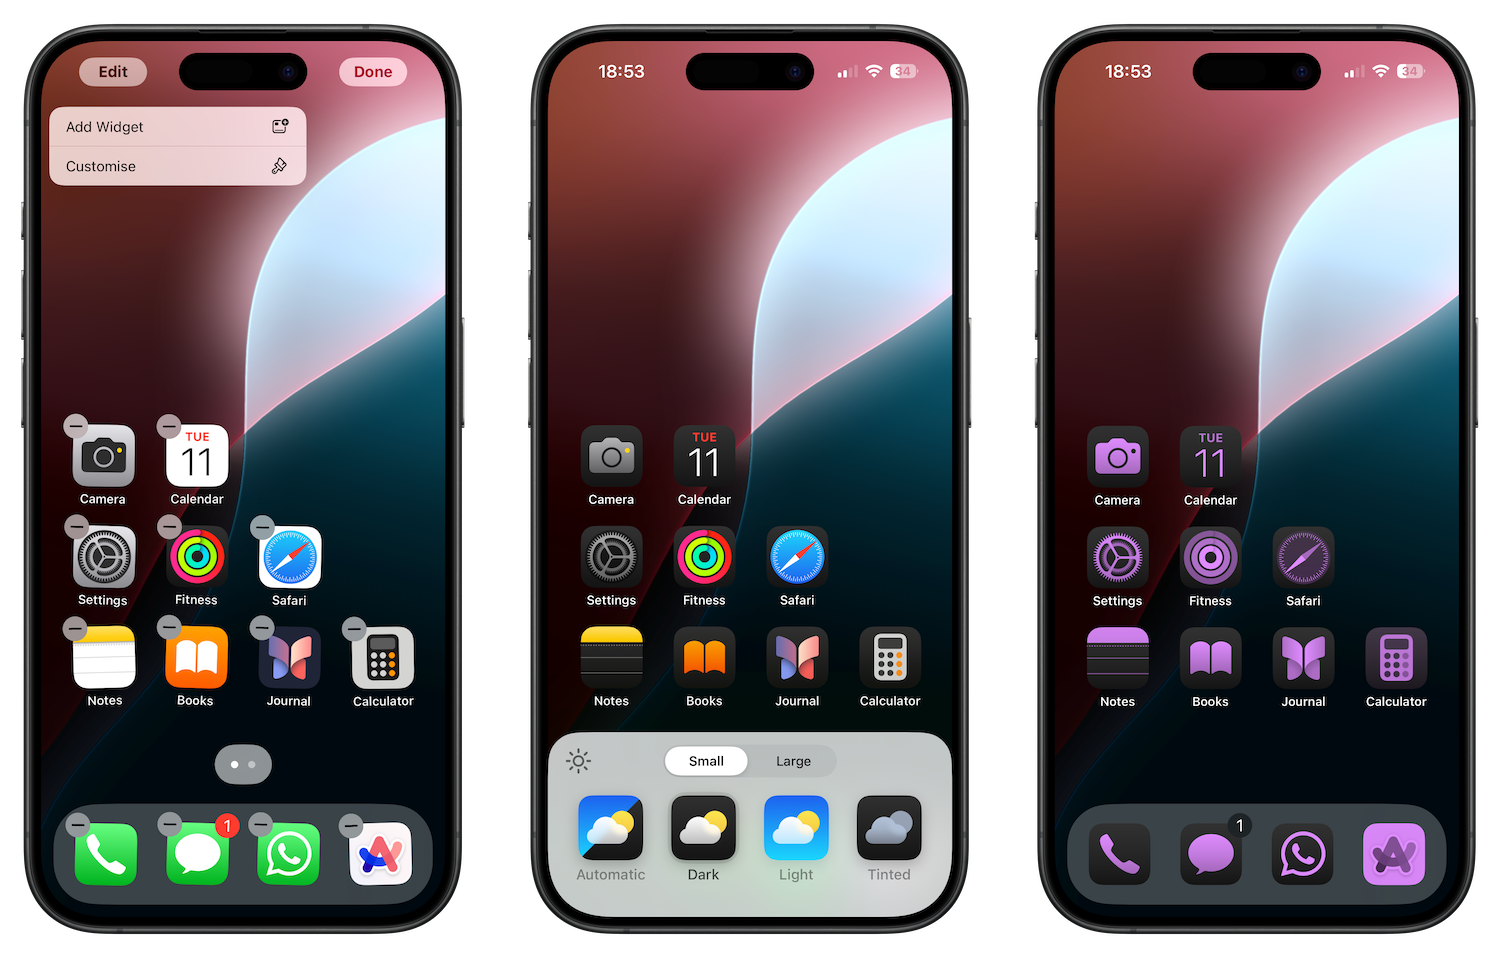 Edit
Done
Add Widget
Customise
TUE
11
Camera
Calendar
Settings
Fitness
Safari
Notes
Books
Journal
Calculator
1
18:53
34
TUE
11
Camera
Calendar
Settings
Fitness
Safari
Notes
Books
Journal
Calculator
Small
Large
Automatic
Dark
Light
Tinted
18:53
34
TUE
11
Camera
Calendar
Settings
Fitness
Safari
Notes
Books
Journal
Calculator
1